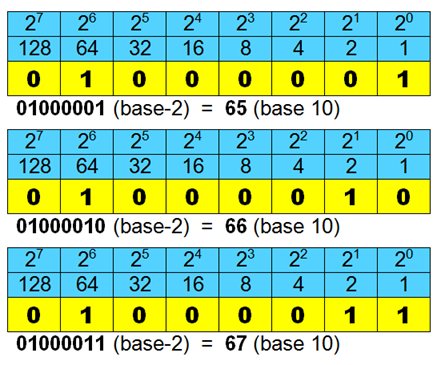 2⁷ 2⁶ 2⁵ 2⁴ 2³ 2² 2¹ 2⁰
128 64 32 16 8 4 2 1
0 1 0 0 0 0 0 1
01000001 (base-2) = 65 (base 10)
2⁷ 2⁶ 2⁵ 2⁴ 2³ 2² 2¹ 2⁰
128 64 32 16 8 4 2 1
0 1 0 0 0 0 1 0
01000010 (base-2) = 66 (base 10)
2⁷ 2⁶ 2⁵ 2⁴ 2³ 2² 2¹ 2⁰
128 64 32 16 8 4 2 1
0 1 0 0 0 0 1 1
01000011 (base-2) = 67 (base 10)